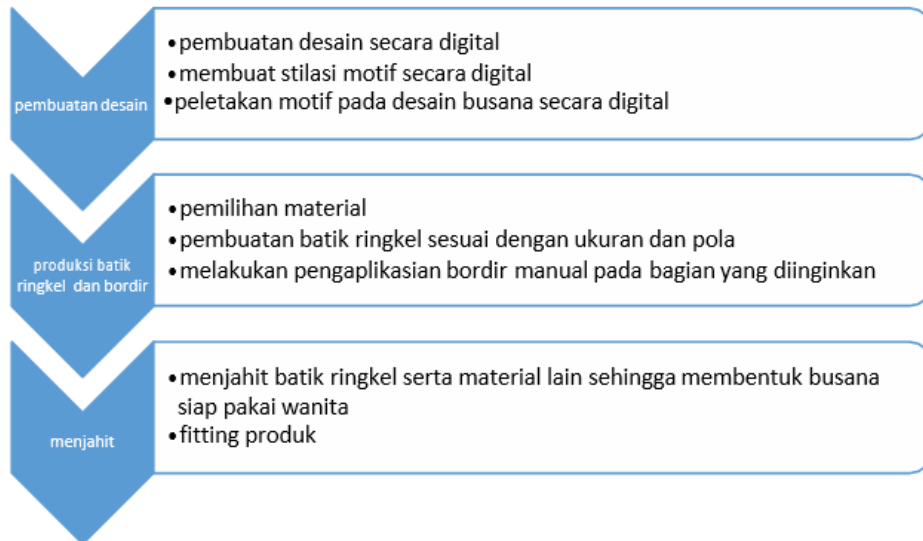 pembuatan desain
•pembuatan desain secara digital
•membuat stilasi motif secara digital
•peletakan motif pada desain busana secara digital
produksi batik
ringkel dan bordir
•pemilihan material
•pembuatan batik ringkel sesuai dengan ukuran dan pola
•melakukan pengaplikasian bordir manual pada bagian yang diinginkan
menjahit
•menjahit batik ringkel serta material lain sehingga membentuk busana
siap pakai wanita
•fitting produk